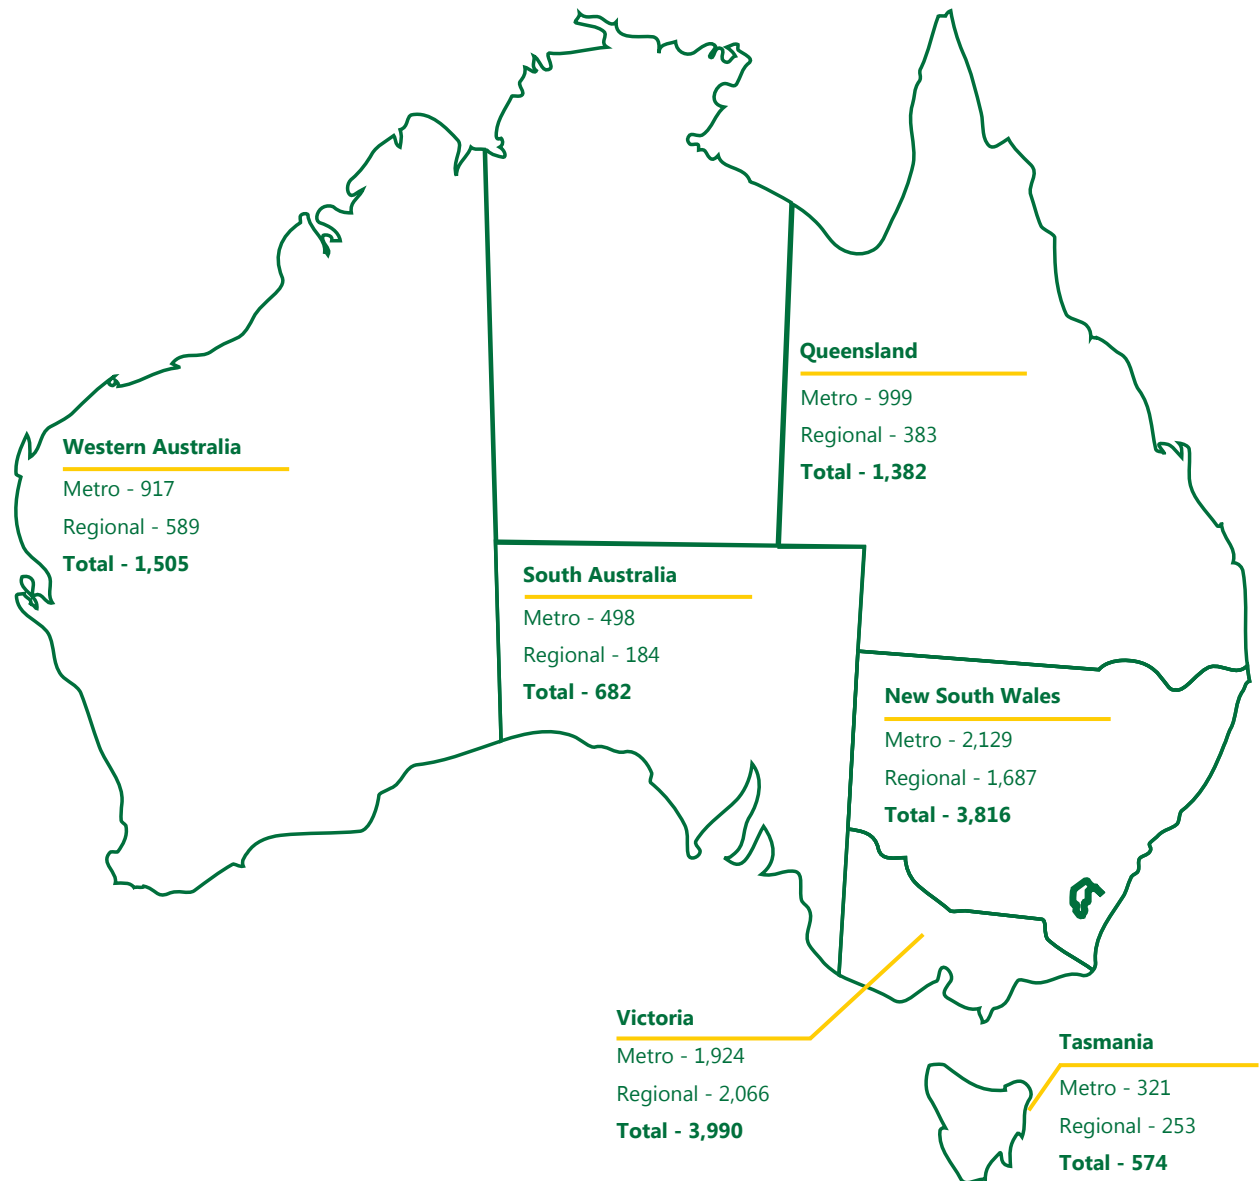 Queensland
Metro - 999
Regional - 383
Total - 1,382
Western Australia
Metro - 917
Regional - 589
Total - 1,505
South Australia
Metro - 498
Regional - 184
Total - 682
New South Wales
Metro - 2,129
Regional - 1,687
Total - 3,816
Victoria
Metro - 1,924
Regional - 2,066
Total - 3,990
Tasmania
Metro - 321
Regional - 253
Total - 574